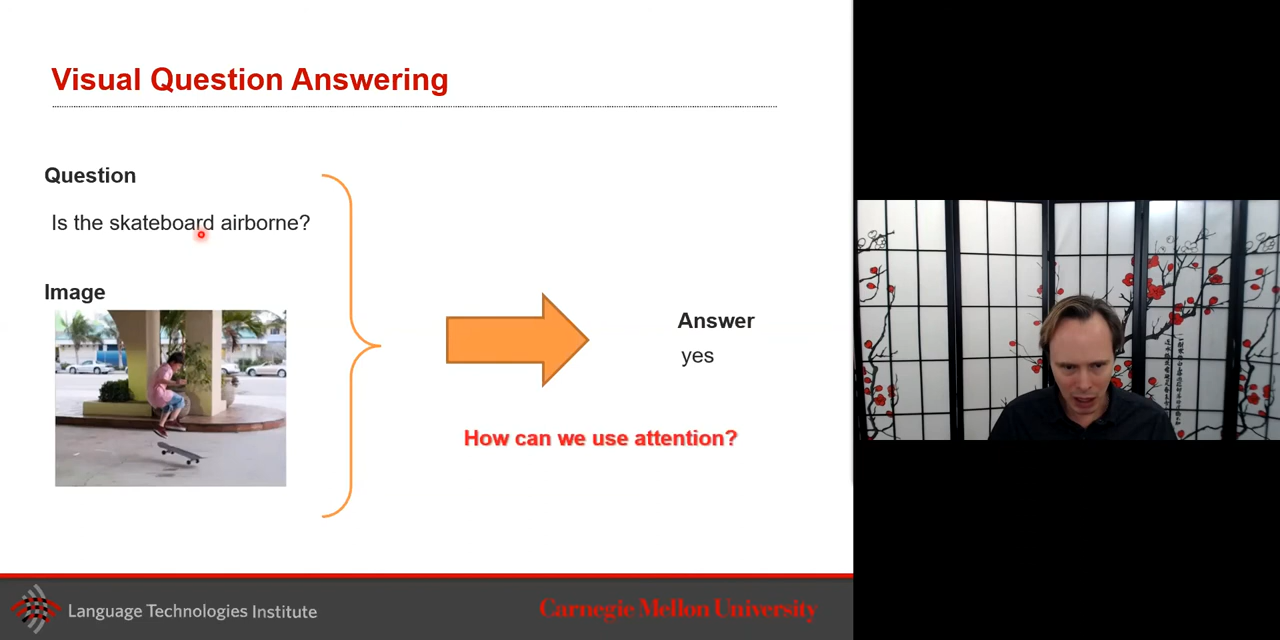 Visual Question Answering
Question
Is the skateboard airborne?
Image
Answer
yes
How can we use attention?
Language Technologies Institute
Carnegie Mellon University